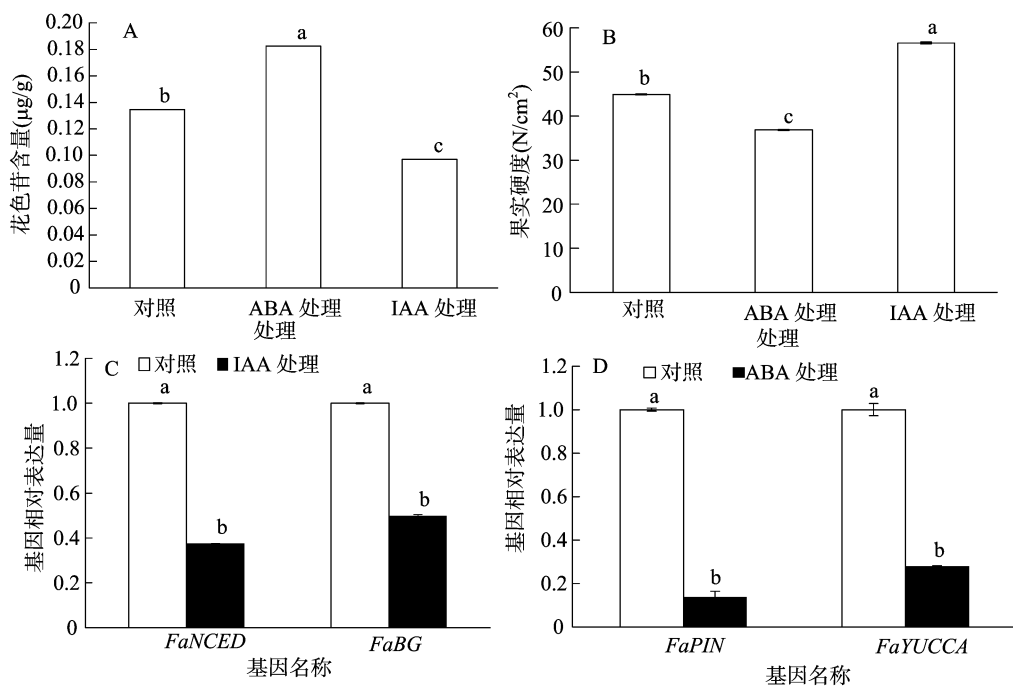 A
花色苷含量(μg/g)
0.20
0.18
0.16
0.14
0.12
0.10
0.08
0.06
0.04
0.02
0
b
a
c
对照
ABA 处理
处理
IAA 处理
B
果实硬度(N/cm²)
60
50
40
30
20
10
0
b
c
a
对照
ABA 处理
处理
IAA 处理
C
对照
IAA 处理
基因相对表达量
1.2
1.0
0.8
0.6
0.4
0.2
0
a
b
a
b
FaNCED
FaBG
基因名称
D
对照
ABA 处理
基因相对表达量
1.2
1.0
0.8
0.6
0.4
0.2
0
a
b
a
b
FaPIN
FaYUCCA
基因名称